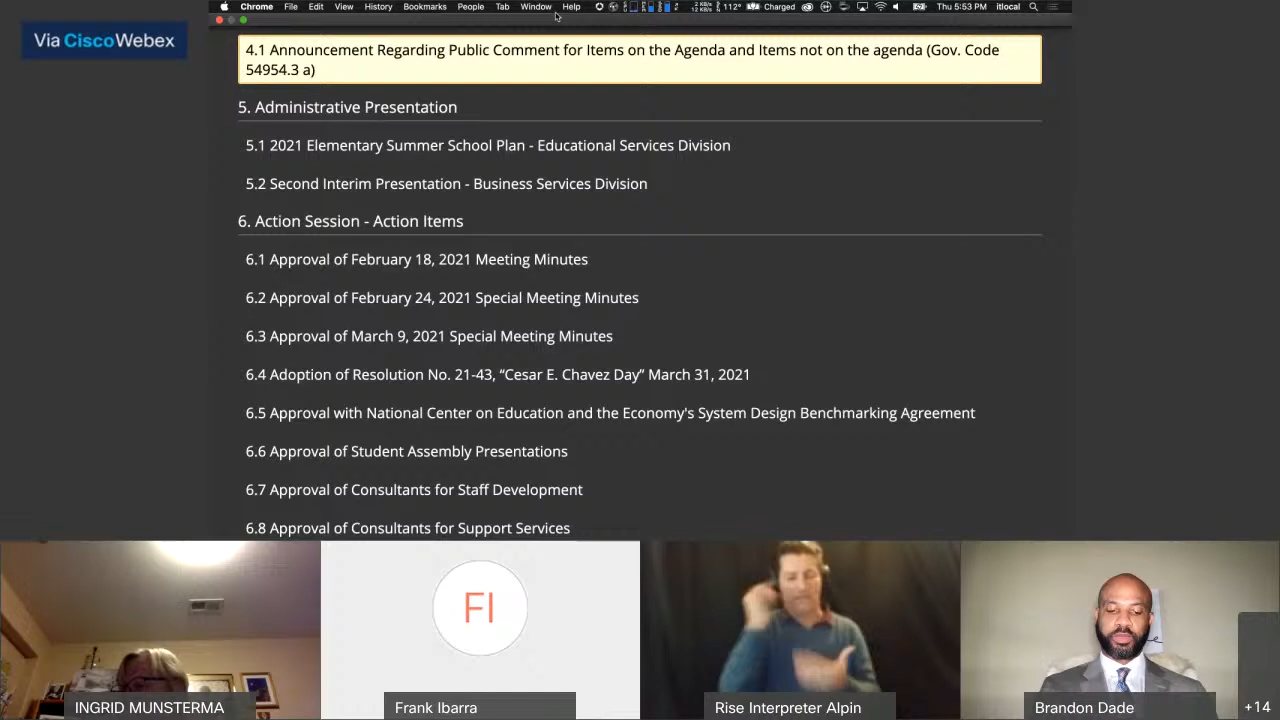 Via Cisco Webex
Chrome File Edit View History Bookmarks People Tab Window Help 2 KB/s 12 KB/s 112° Charged Thu 5:53 PM itlocal
4.1 Announcement Regarding Public Comment for Items on the Agenda and Items not on the agenda (Gov. Code
54954.3 a)
5. Administrative Presentation
5.1 2021 Elementary Summer School Plan - Educational Services Division
5.2 Second Interim Presentation - Business Services Division
6. Action Session - Action Items
6.1 Approval of February 18, 2021 Meeting Minutes
6.2 Approval of February 24, 2021 Special Meeting Minutes
6.3 Approval of March 9, 2021 Special Meeting Minutes
6.4 Adoption of Resolution No. 21-43, “Cesar E. Chavez Day” March 31, 2021
6.5 Approval with National Center on Education and the Economy's System Design Benchmarking Agreement
6.6 Approval of Student Assembly Presentations
6.7 Approval of Consultants for Staff Development
6.8 Approval of Consultants for Support Services
FI
INGRID MUNSTERMA
Frank Ibarra
Rise Interpreter Alpin
Brandon Dade
+14